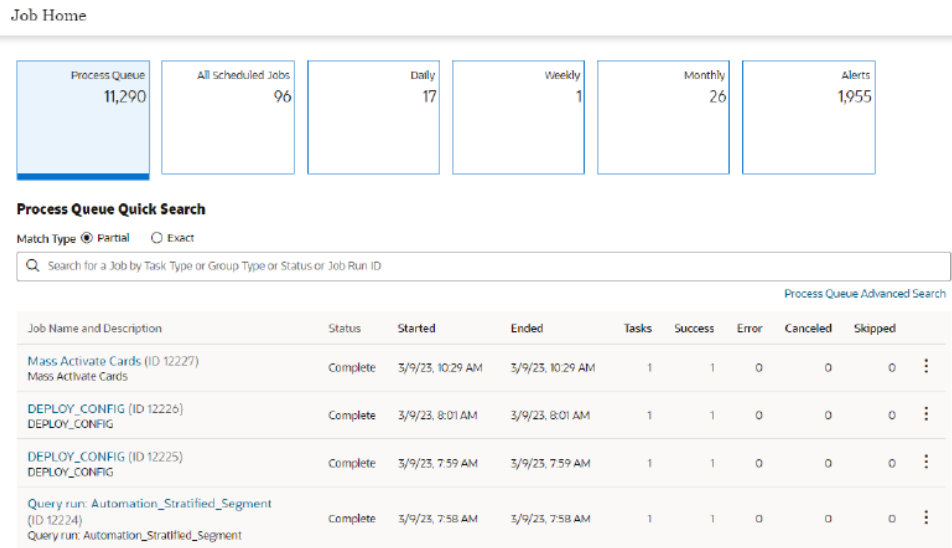 Job Home
Process Queue All Scheduled Jobs Daily Weekly Monthly Alerts
11,290 96 17 1 26 1,955
Process Queue Quick Search
Match Type Partial Exact
Search for a Job by Task Type or Group Type or Status or Job Run ID
Process Queue Advanced Search
Job Name and Description Status Started Ended Tasks Success Error Canceled Skipped
Mass Activate Cards (ID 12227)
Mass Activate Cards
Complete 3/9/23, 10:29 AM 3/9/23, 10:29 AM 1 1 0 0 0
DEPLOY_CONFIG (ID 12226)
DEPLOY_CONFIG
Complete 3/9/23, 8:01 AM 3/9/23, 8:01 AM 1 1 0 0 0
DEPLOY_CONFIG (ID 12225)
DEPLOY_CONFIG
Complete 3/9/23, 7:59 AM 3/9/23, 7:59 AM 1 1 0 0 0
Query run: Automation_Stratified_Segment
(ID 12224)
Query run: Automation_Stratified_Segment
Complete 3/9/23, 7:58 AM 3/9/23, 7:58 AM 1 1 0 0 0